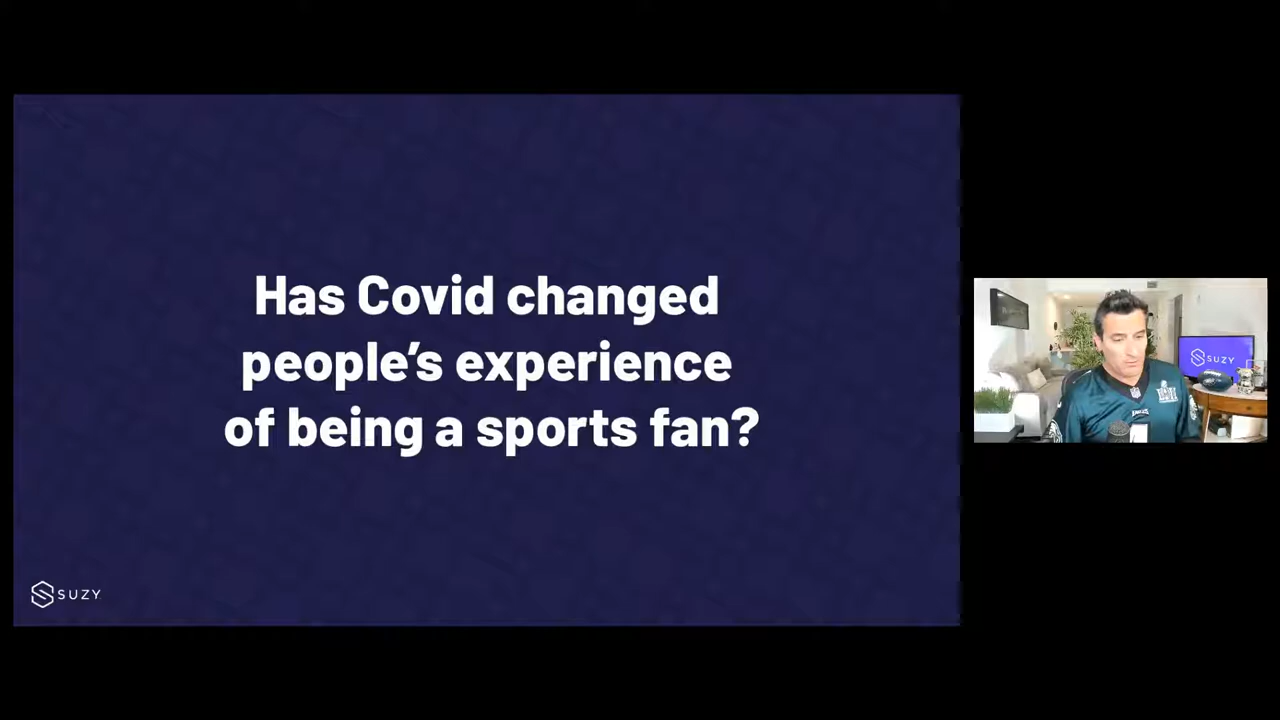 Has Covid changed
people's experience
of being a sports fan?
SUZY
SUZY